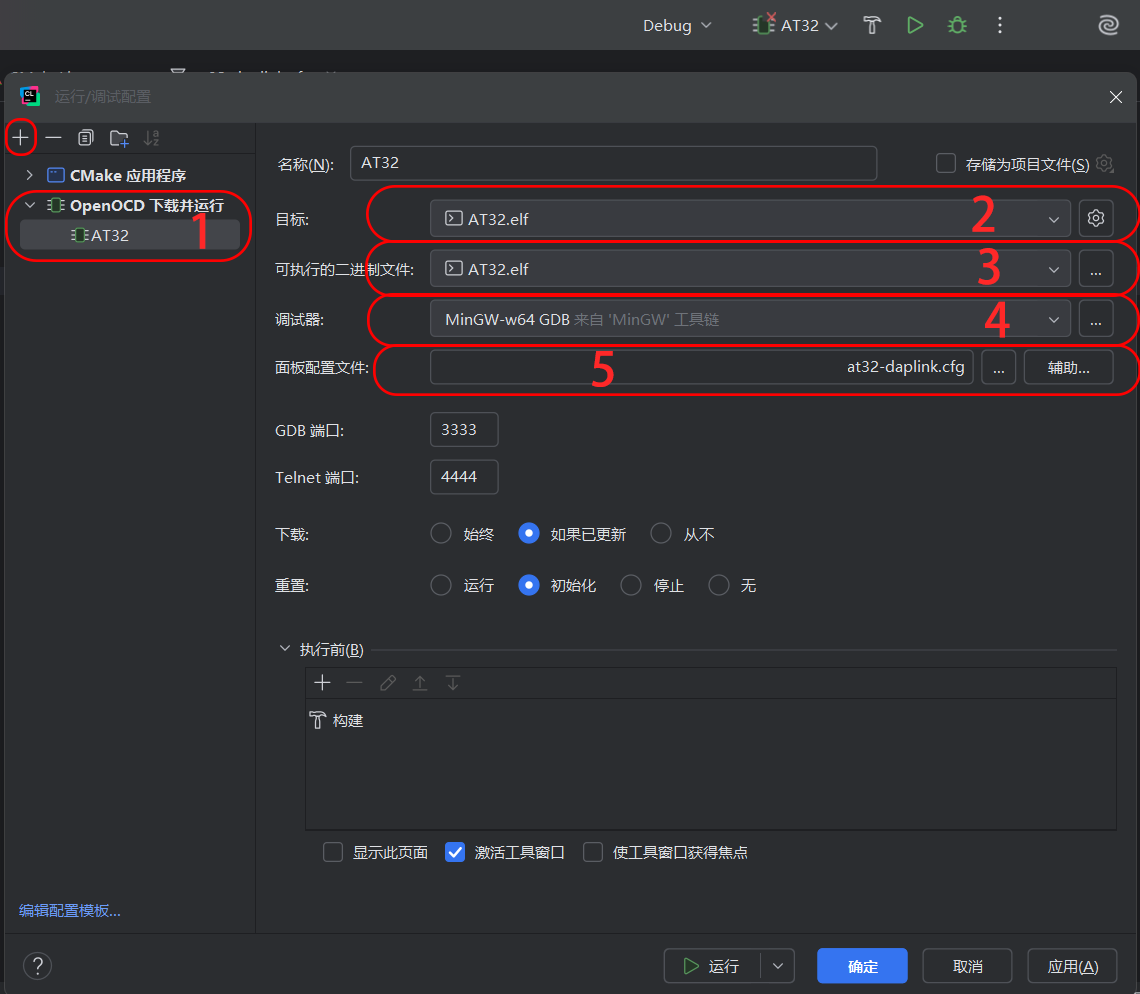 Debug
AT32
运行/调试配置
CMake 应用程序
OpenOCD 下载并运行
AT32
1
名称(N):
AT32
存储为项目文件(S)
目标:
AT32.elf
2
可执行的二进制文件:
AT32.elf
3
...
调试器:
MinGW-w64 GDB 来自 'MinGW' 工具链
4
...
面板配置文件:
5
at32-daplink.cfg
...
辅助...
GDB 端口:
3333
Telnet 端口:
4444
下载:
始终
如果已更新
从不
重置:
运行
初始化
停止
无
执行前(B)
构建
显示此页面
激活工具窗口
使工具窗口获得焦点
编辑配置模板...
?
运行
确定
取消
应用(A)